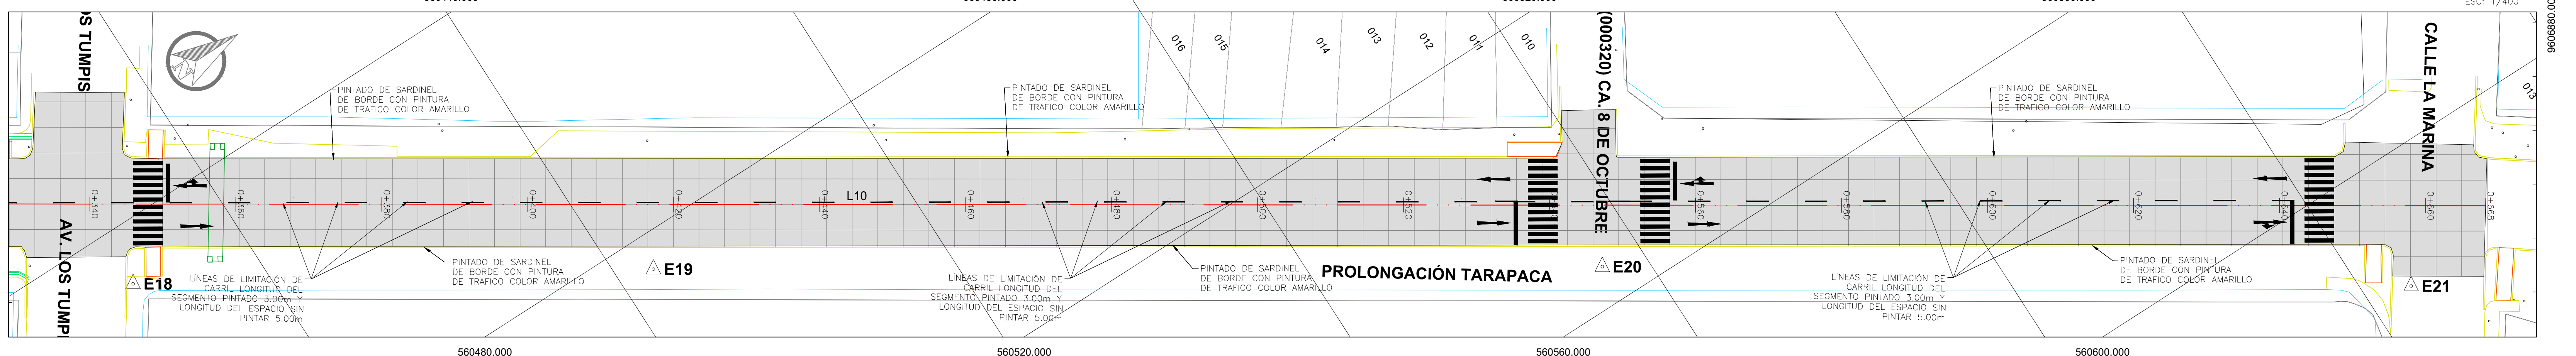 ESC: 1/400
OS TUMPIS
AV. LOS TUMPI
N
PINTADO DE SARDINEL
DE BORDE CON PINTURA
DE TRAFICO COLOR AMARILLO
PINTADO DE SARDINEL
DE BORDE CON PINTURA
DE TRAFICO COLOR AMARILLO
016
015
014
013
012
011
010
(000320) CA. 8 DE OCTUBRE
PINTADO DE SARDINEL
DE BORDE CON PINTURA
DE TRAFICO COLOR AMARILLO
CALLE LA MARINA
013
0+340
0+360
0+380
0+400
0+420
0+440
L10
0+460
0+480
0+500
0+520
0+560
0+580
0+600
0+620
0+640
0+660
0+668
E18
LÍNEAS DE LIMITACIÓN DE
CARRIL LONGITUD DEL
SEGMENTO PINTADO 3.00m Y
LONGITUD DEL ESPACIO SIN
PINTAR 5.00m
PINTADO DE SARDINEL
DE BORDE CON PINTURA
DE TRAFICO COLOR AMARILLO
E19
LÍNEAS DE LIMITACIÓN DE
CARRIL LONGITUD DEL
SEGMENTO PINTADO 3.00m Y
LONGITUD DEL ESPACIO SIN
PINTAR 5.00m
PINTADO DE SARDINEL
DE BORDE CON PINTURA
DE TRAFICO COLOR AMARILLO
PROLONGACIÓN TARAPACA
E20
LÍNEAS DE LIMITACIÓN DE
CARRIL LONGITUD DEL
SEGMENTO PINTADO 3.00m Y
LONGITUD DEL ESPACIO SIN
PINTAR 5.00m
PINTADO DE SARDINEL
DE BORDE CON PINTURA
DE TRAFICO COLOR AMARILLO
E21
560480.000
560520.000
560560.000
560600.000